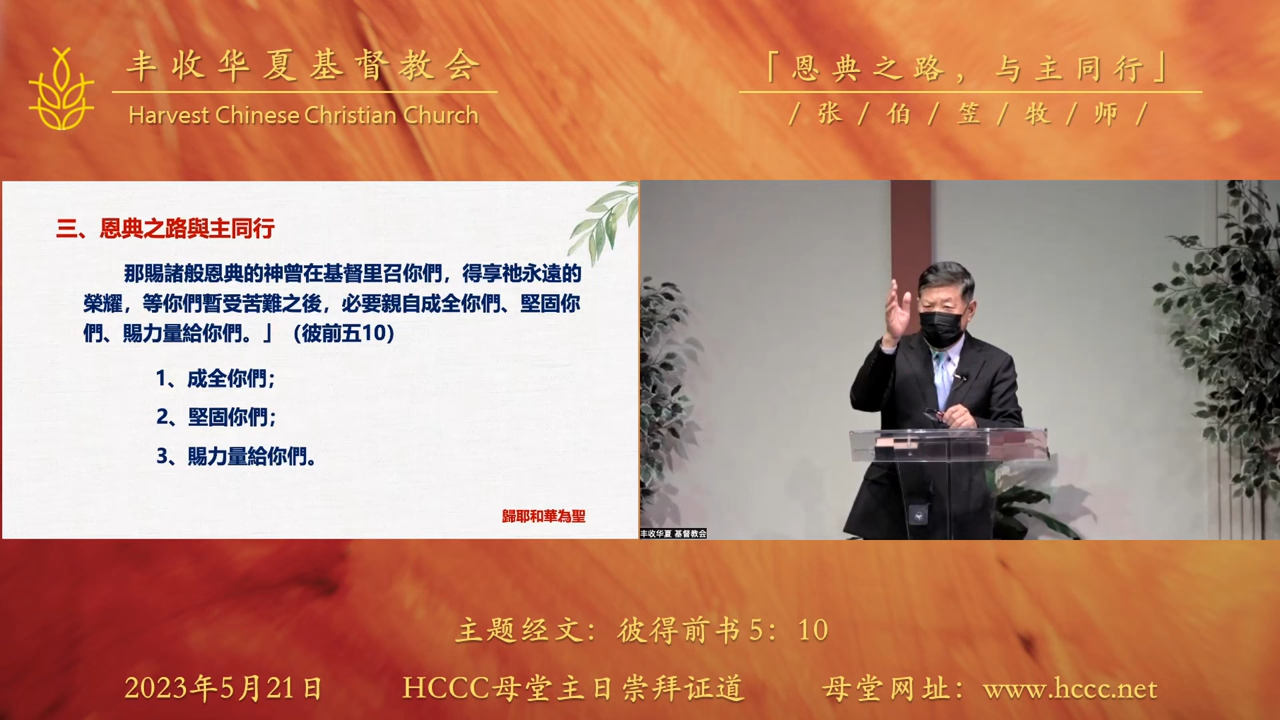 丰收华夏基督教会
Harvest Chinese Christian Church
「恩典之路，与主同行」
/ 张 / 伯 / 笠 / 牧 / 师 /
三、恩典之路與主同行
那賜諸般恩典的神曾在基督里召你們，得享祂永遠的
榮耀，等你們暫受苦難之後，必要親自成全你們、堅固你
們、賜力量給你們。」（彼前五10）
1、成全你們；
2、堅固你們；
3、賜力量給你們。
歸耶和華為聖
丰收华夏 基督教会
主题经文：彼得前书 5：10
2023年5月21日
HCCC母堂主日崇拜证道
母堂网址：www.hccc.net